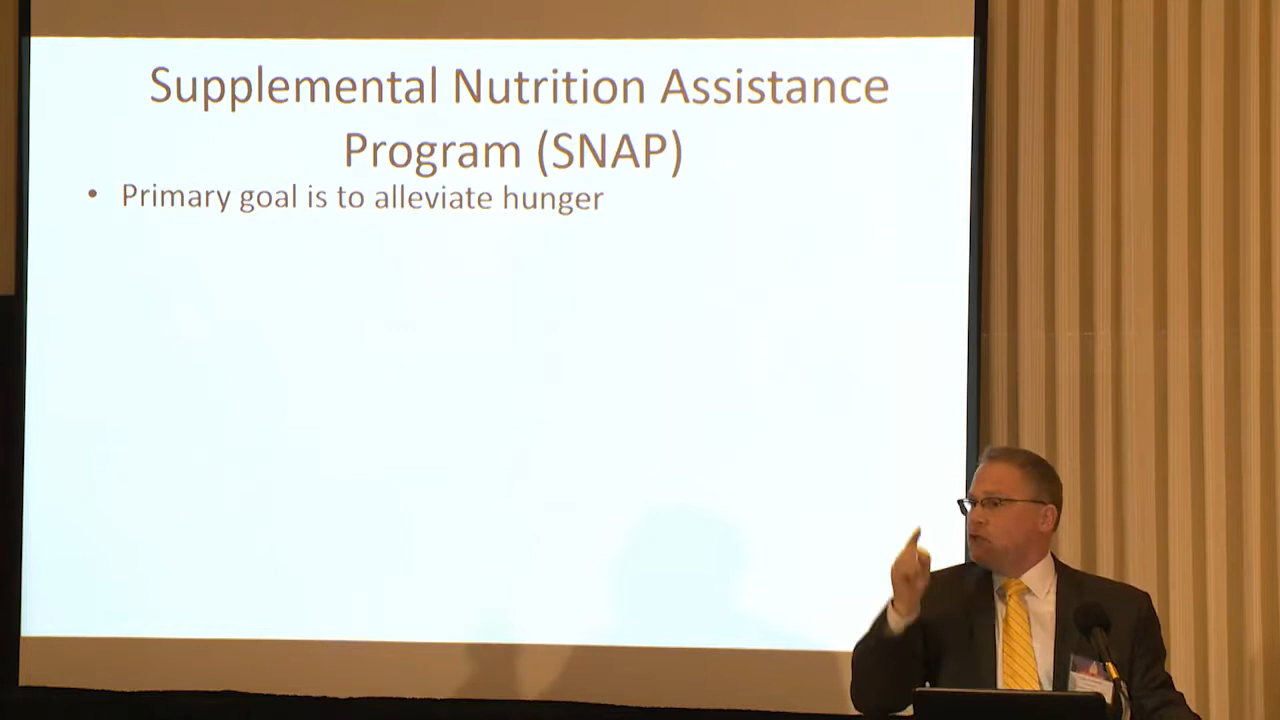 Supplemental Nutrition Assistance
Program (SNAP)
• Primary goal is to alleviate hunger